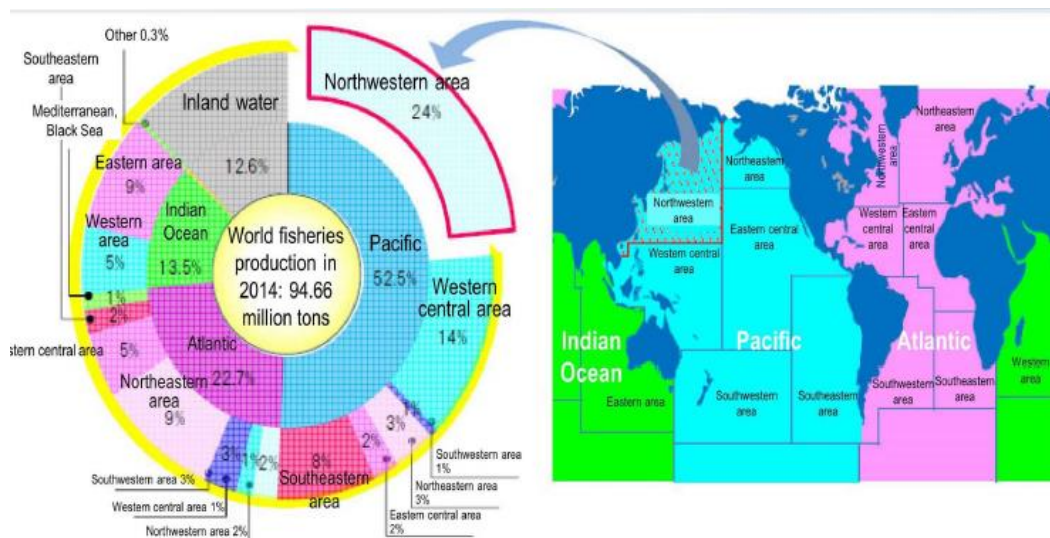 Other 0.3%
Southeastern
area
Mediterranean,
Black Sea
Inland water
12.6%
Northwestern area
24%
Eastern area
9%
Western
area
5%
1%
2%
Indian
Ocean
13.5%
World fisheries
production in
2014: 94.66
million tons
Pacific
52.5%
Western
central area
14%
stern central area
5%
Northeastern
area
9%
Atlantic
22.7%
3%
1%
2%
8%
Southeastern
area
2%
3%
1%
Southwestern area 3%
Western central area 1%
Northwestern area 2%
Southwestern area
1%
Northeastern area
3%
Eastern central area
2%
Northeastern
area
Northwestern
area
Western central
area
Eastern central
area
Northwestern
area
Northeastern
area
Western
central
area
Eastern
central
area
Indian
Ocean
Pacific
Atlantic
Eastern area
Southwestern
area
Southeastern
area
Southwestern
area
Southeastern
area
Western
area